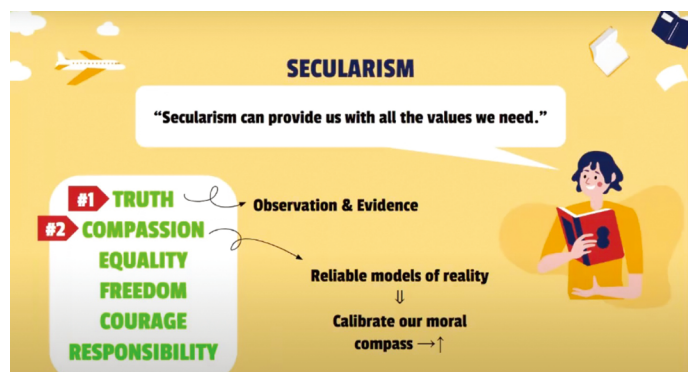 SECULARISM
“Secularism can provide us with all the values we need.”
#1 TRUTH
Observation & Evidence
#2 COMPASSION
EQUALITY
FREEDOM
COURAGE
RESPONSIBILITY
Reliable models of reality
⇓
Calibrate our moral
compass →↑